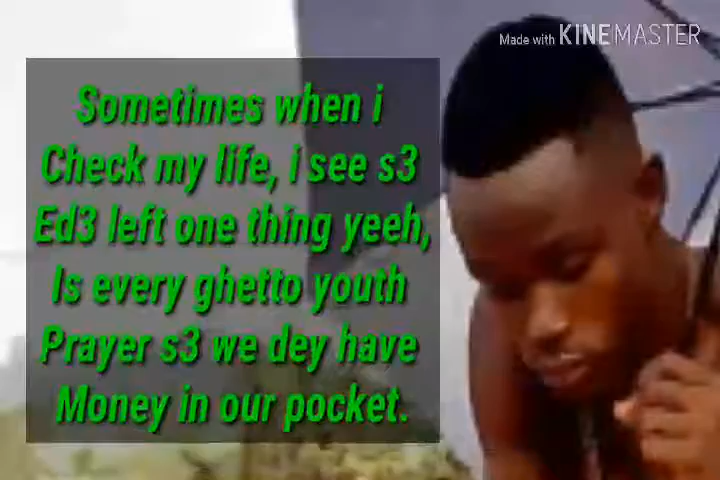 Made with KINEMASTER
Sometimes when i
Check my life, i see s3
Ed3 left one thing yeeh,
Is every ghetto youth
Prayer s3 we dey have
Money in our pocket.